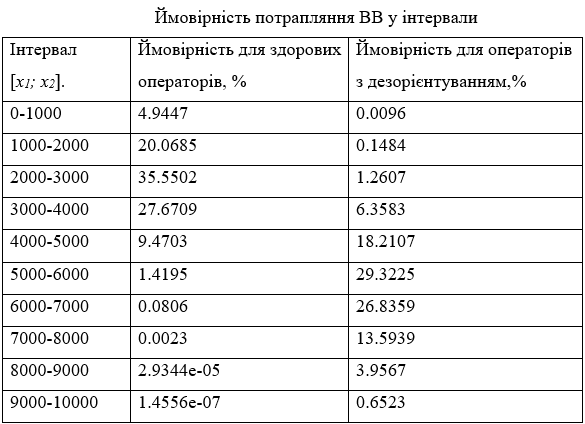 Ймовірність потрапляння ВВ у інтервали
Інтервал [x1; x2]. Ймовірність для здорових операторів, % Ймовірність для операторів з дезорієнтуванням,%
0-1000 4.9447 0.0096
1000-2000 20.0685 0.1484
2000-3000 35.5502 1.2607
3000-4000 27.6709 6.3583
4000-5000 9.4703 18.2107
5000-6000 1.4195 29.3225
6000-7000 0.0806 26.8359
7000-8000 0.0023 13.5939
8000-9000 2.9344e-05 3.9567
9000-10000 1.4556e-07 0.6523